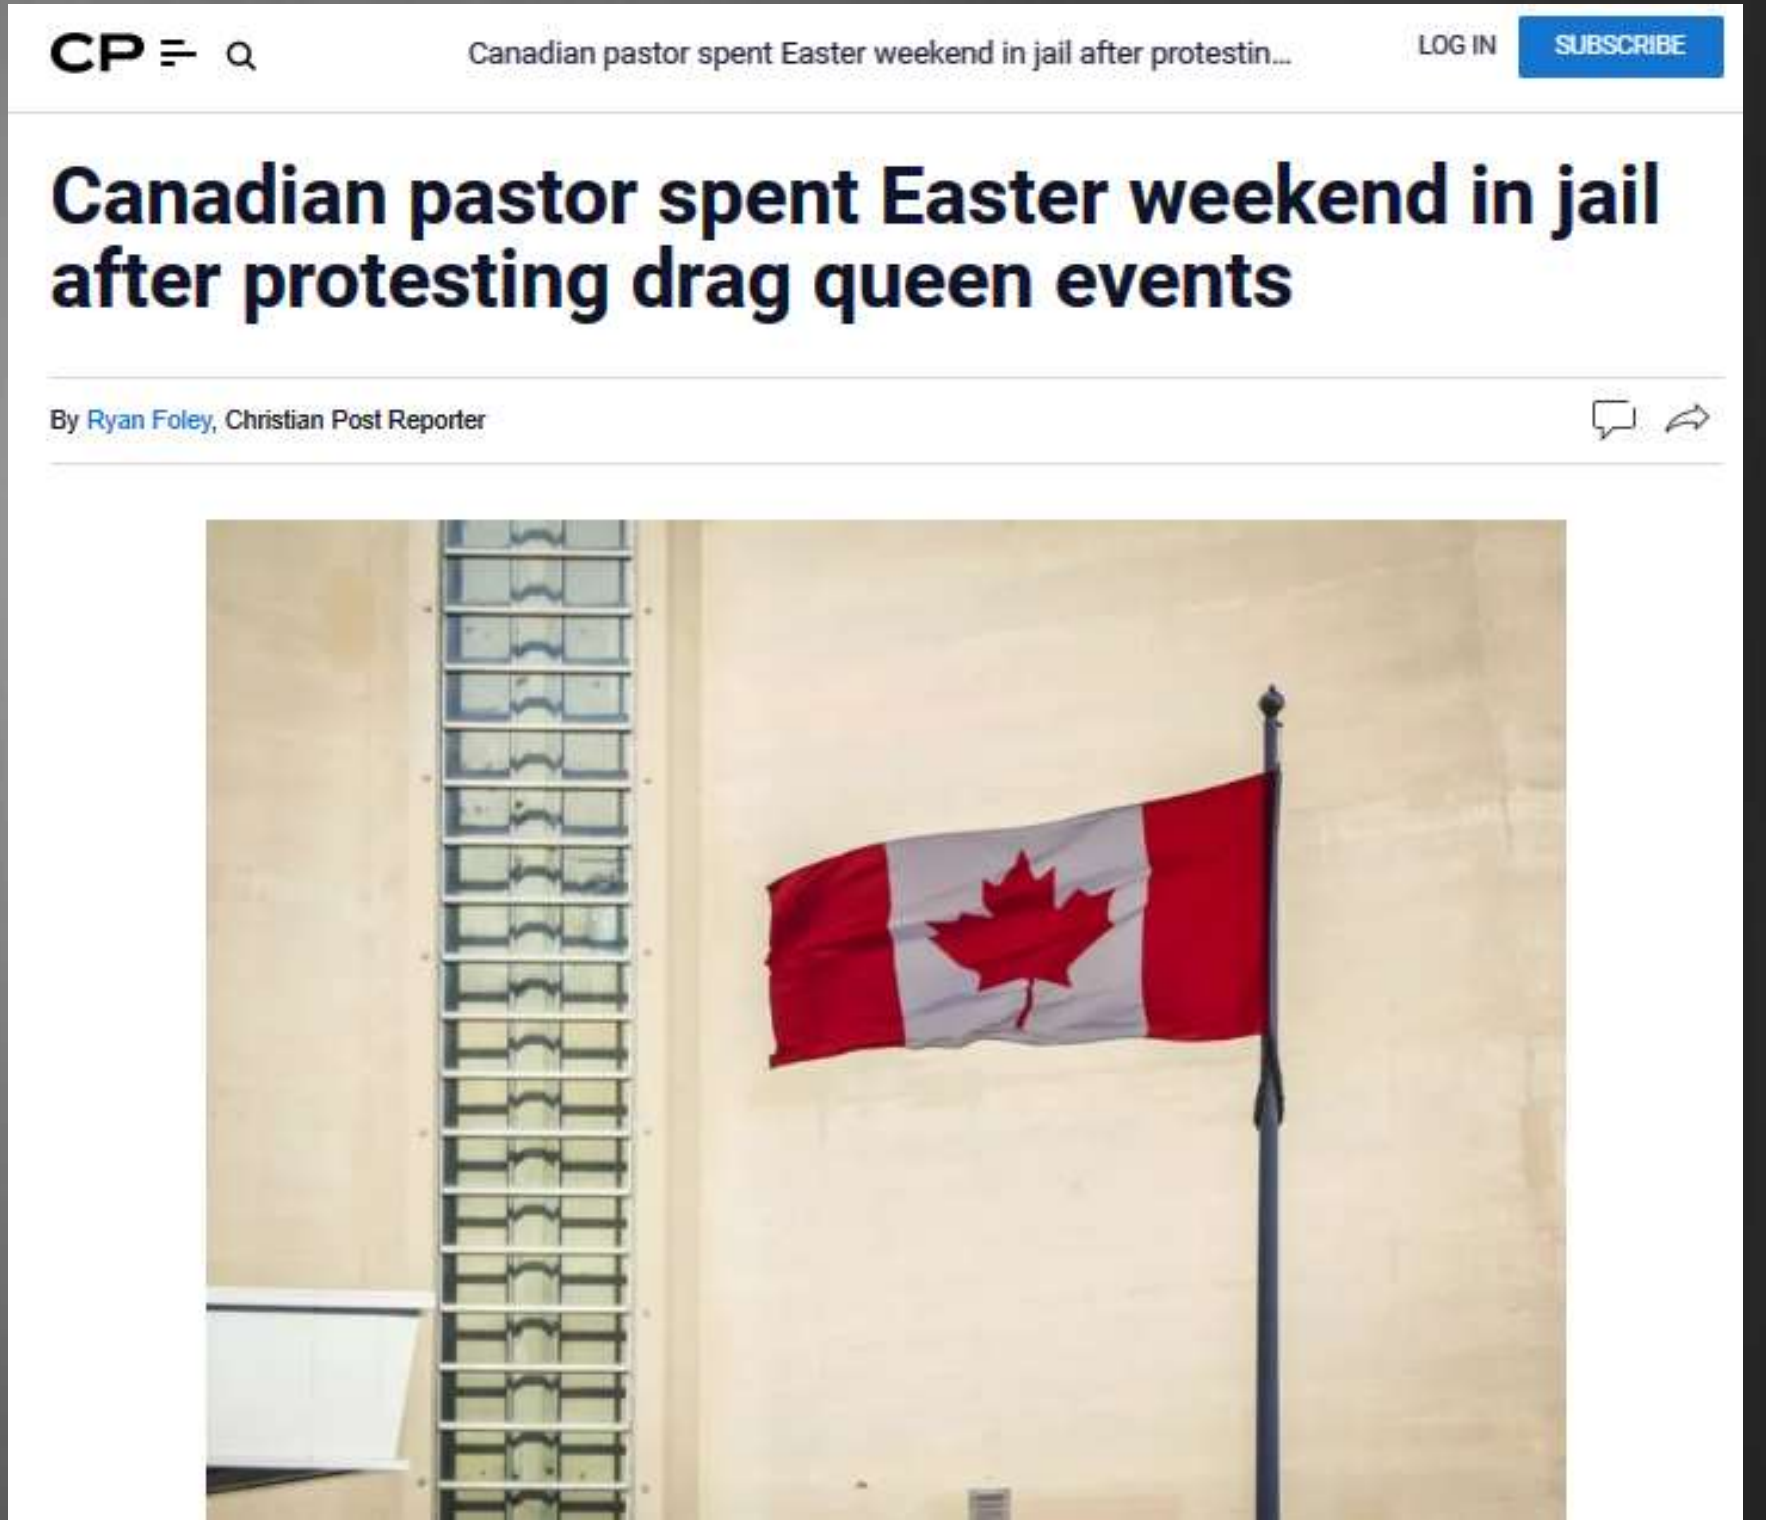 CP
Canadian pastor spent Easter weekend in jail after protestin...
LOG IN
SUBSCRIBE
Canadian pastor spent Easter weekend in jail
after protesting drag queen events
By Ryan Foley, Christian Post Reporter